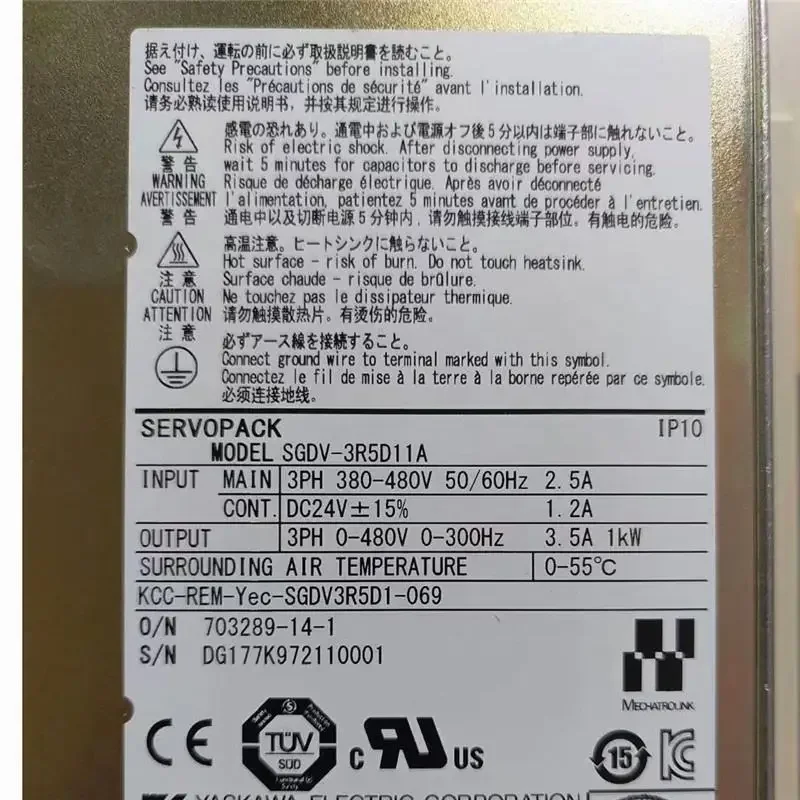 据え付け、運転の前に必ず取扱説明書を読むこと。
See "Safety Precautions" before installing.
Consultez les "Précautions de sécurité" avant l'installation.
请务必熟读使用说明书，并按其规定进行操作。
感電の恐れあり。通電中および電源オフ後5分以内は端子部に触れないこと。
Risk of electric shock. After disconnecting power supply,
警告 wait 5 minutes for capacitors to discharge before servicing.
WARNING Risque de décharge électrique. Après avoir déconnecté
AVERTISSEMENT l'alimentation, patientez 5 minutes avant de procéder à l'entretien.
警告 通电中以及切断电源5分钟内，请勿触摸接线端子部位。有触电的危险。
高温注意。ヒートシンクに触らないこと。
Hot surface - risk of burn. Do not touch heatsink.
注意 Surface chaude - risque de brûlure.
CAUTION Ne touchez pas le dissipateur thermique.
ATTENTION 请勿触摸散热片。有烫伤的危险。
注意
必ずアース線を接続すること。
Connect ground wire to terminal marked with this symbol.
Connectez le fil de mise à la terre à la borne repérée par ce symbole.
必须连接地线。
SERVOPACK IP10
MODEL SGDV-3R5D11A
INPUT MAIN 3PH 380-480V 50/60Hz 2.5A
CONT. DC24V±15% 1.2A
OUTPUT 3PH 0-480V 0-300Hz 3.5A 1kW
SURROUNDING AIR TEMPERATURE 0-55℃
KCC-REM-Yec-SGDV3R5D1-069
O/N 703289-14-1
S/N DG177K972110001
MECHATROLINK
CE TÜV SÜD c RU US 15 KC
YASKAWA ELECTRIC CORPORATION